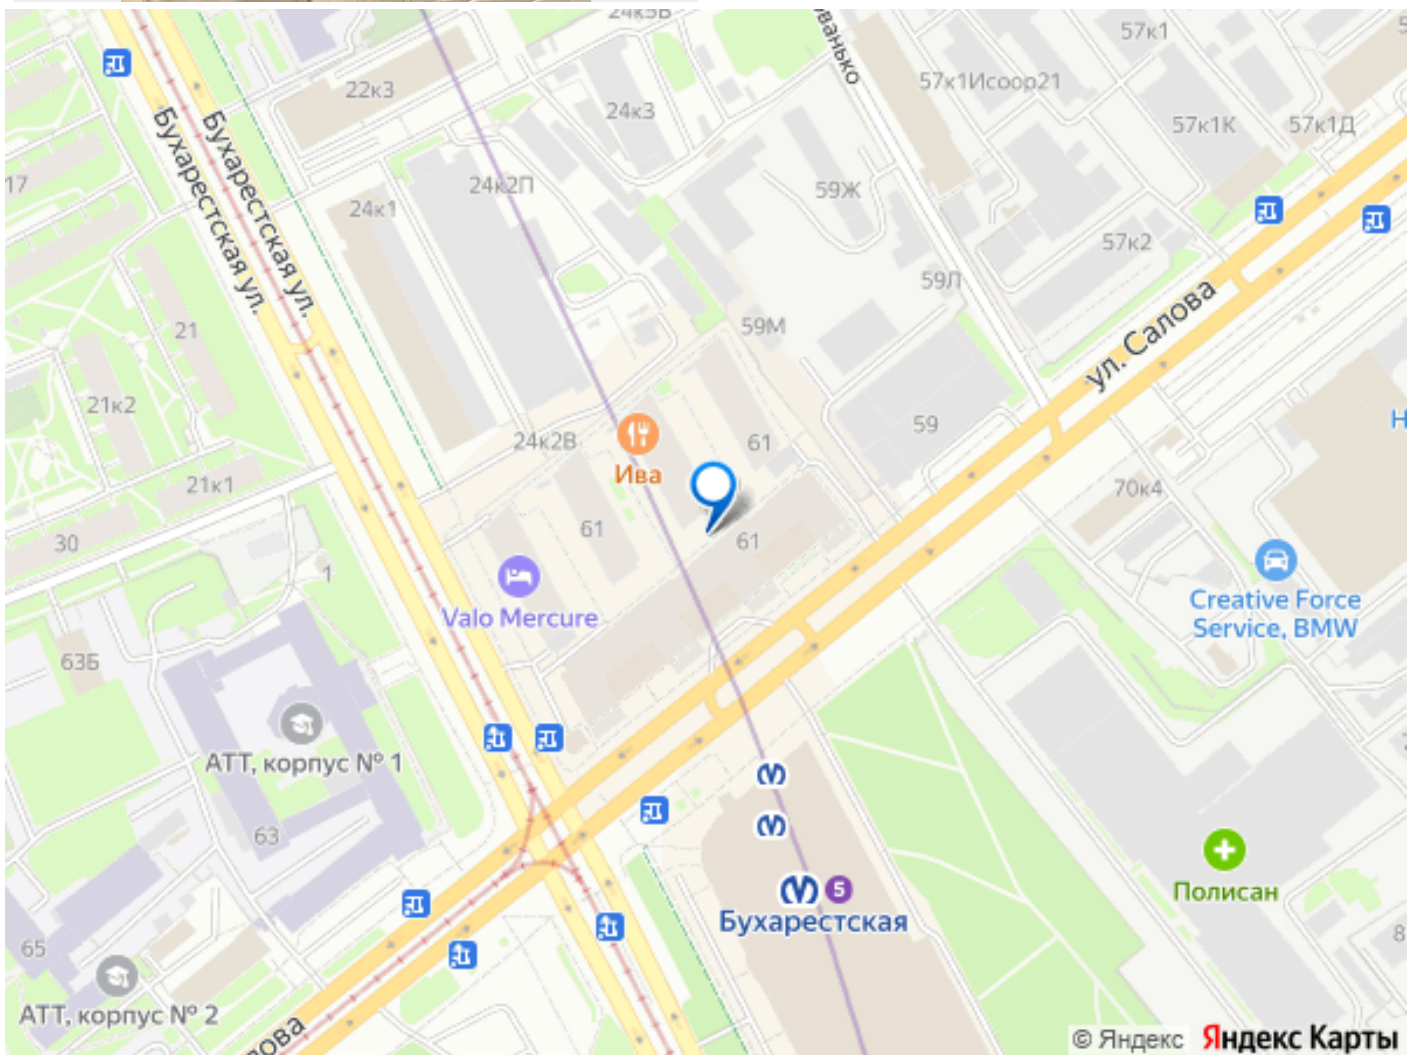 24к5В
57к1
ванько
22к3
57к1Исоор21
24к3
57к1К
57к1Д
Бухарестская ул.
Бухарестская ул.
17
24к2П
59Ж
24к1
57к2
59Л
ул. Салова
59М
21
21к2
24к2В
61
59
Ива
21к1
70к4
30
61
61
1
Valo Mercure
Creative Force
Service, BMW
63Б
АТТ, корпус № 1
63
5
Бухарестская
Полисан
65
8
АТТ, корпус № 2
ова
© Яндекс Яндекс Карты